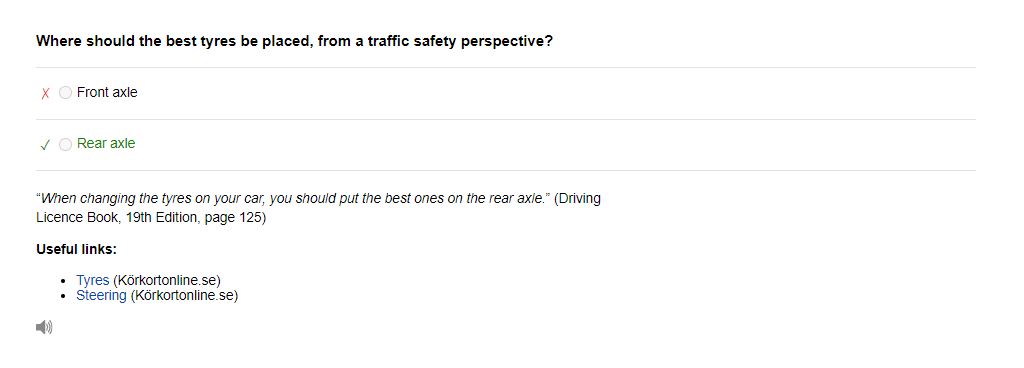 Where should the best tyres be placed, from a traffic safety perspective?
Front axle
Rear axle
“When changing the tyres on your car, you should put the best ones on the rear axle.” (Driving
Licence Book, 19th Edition, page 125)
Useful links:
• Tyres (Körkortonline.se)
• Steering (Körkortonline.se)